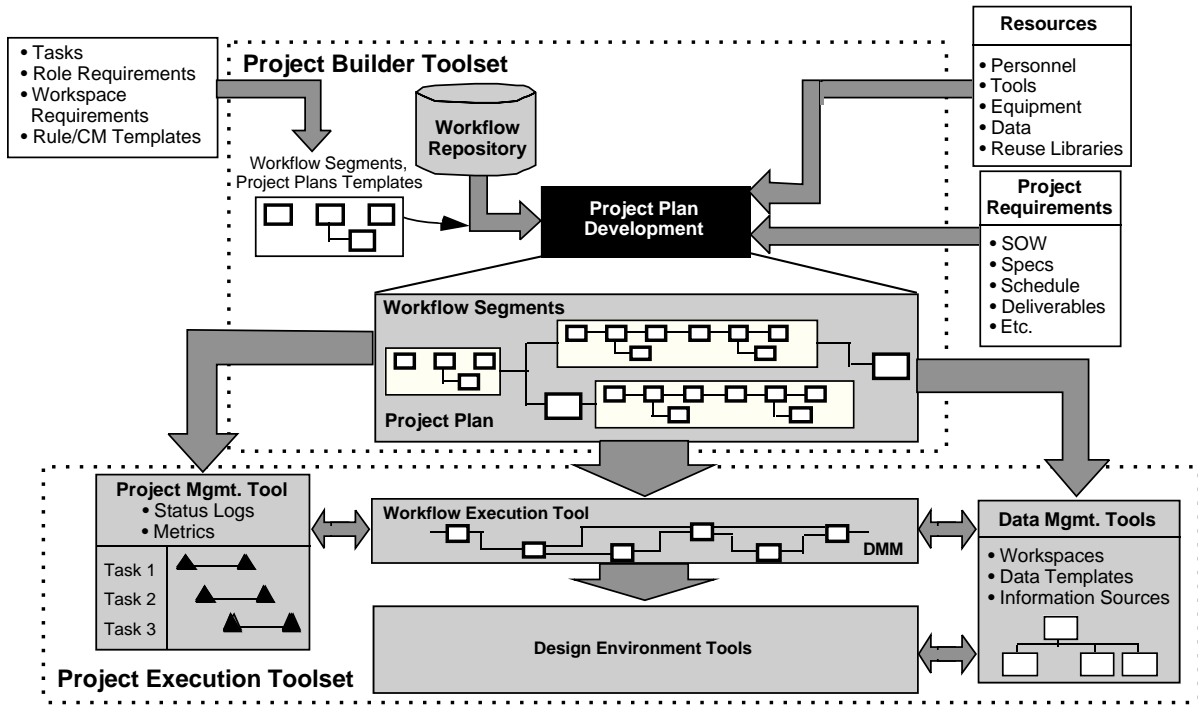 • Tasks
• Role Requirements
• Workspace
Requirements
• Rule/CM Templates
Project Builder Toolset
Workflow
Repository
Workflow Segments,
Project Plans Templates
Project Plan
Development
Resources
• Personnel
• Tools
• Equipment
• Data
• Reuse Libraries
Project
Requirements
• SOW
• Specs
• Schedule
• Deliverables
• Etc.
Workflow Segments
Project Plan
Project Mgmt. Tool
• Status Logs
• Metrics
Task 1
Task 2
Task 3
Workflow Execution Tool
DMM
Data Mgmt. Tools
• Workspaces
• Data Templates
• Information Sources
Design Environment Tools
Project Execution Toolset